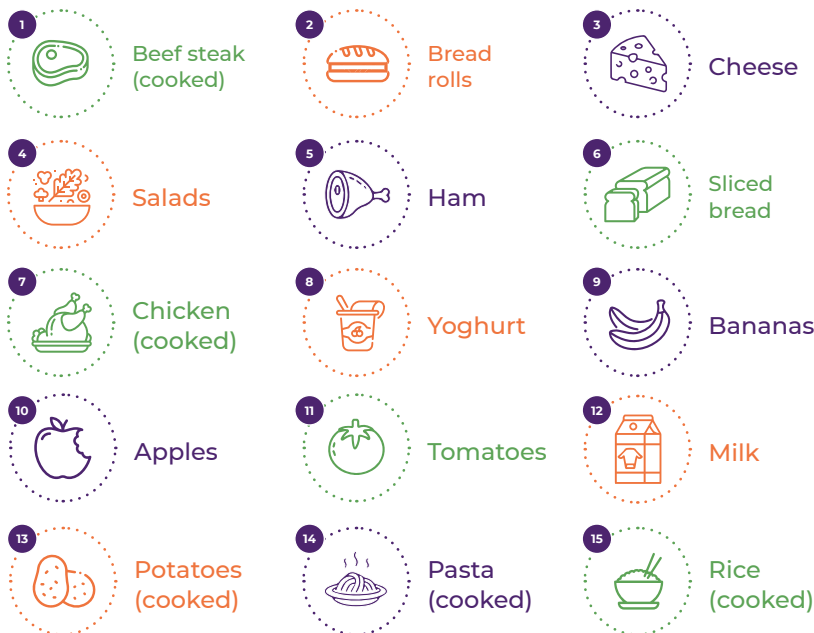 1
Beef steak
(cooked)
2
Bread
rolls
3
Cheese
4
Salads
5
Ham
6
Sliced
bread
7
Chicken
(cooked)
8
Yoghurt
9
Bananas
10
Apples
11
Tomatoes
12
Milk
13
Potatoes
(cooked)
14
Pasta
(cooked)
15
Rice
(cooked)